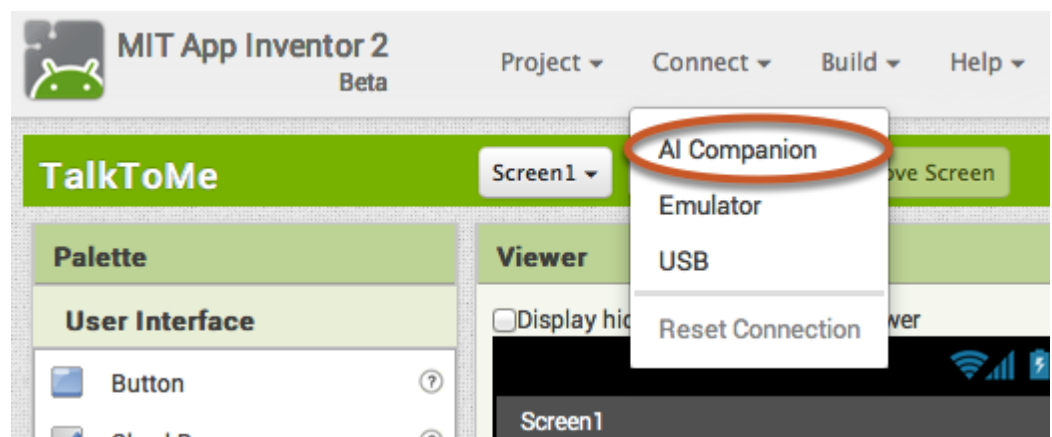 MIT App Inventor 2
Beta
Project Connect Build Help
TalkToMe
Screen1
AI Companion
ove Screen
Emulator
USB
Reset Connection
Palette
Viewer
User Interface
Display hid
wer
Button
Screen1